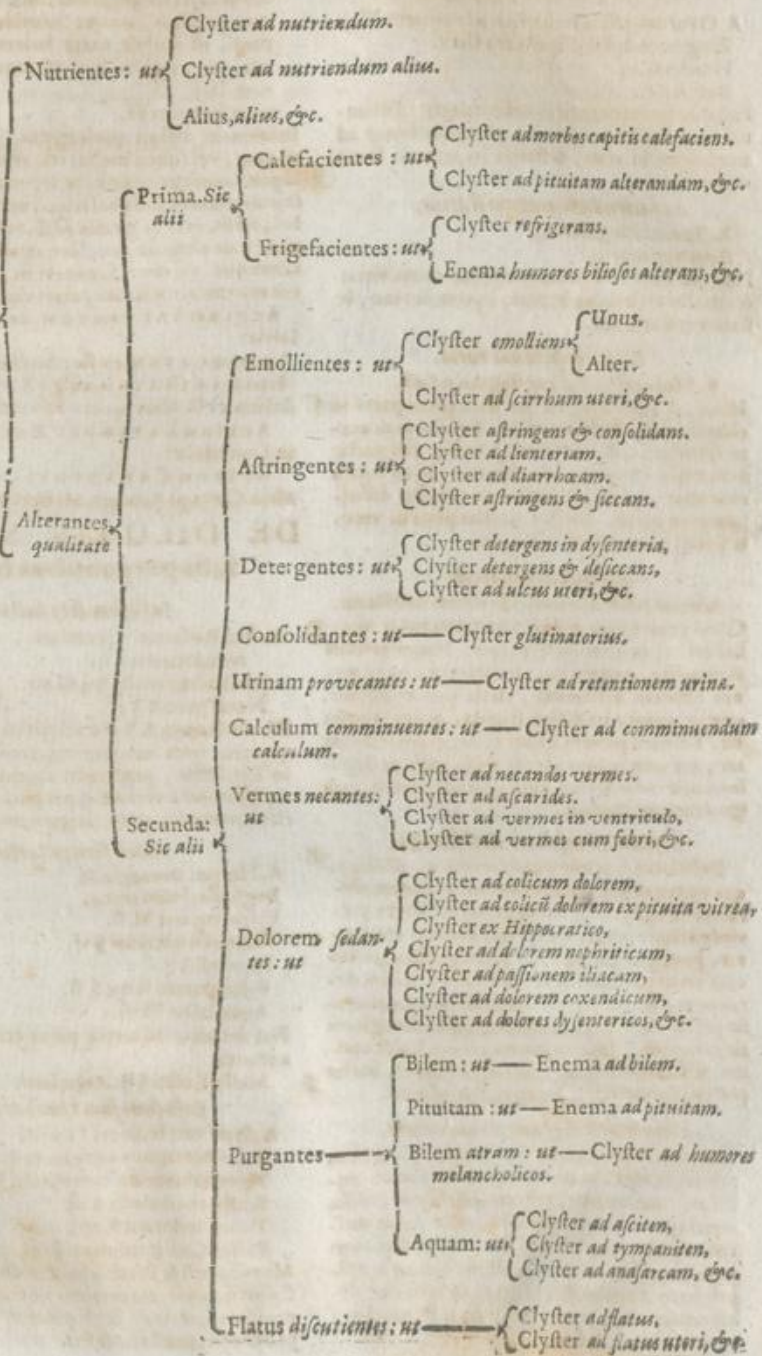 Clyſter ad nutriendum.
Nutrientes: ut
Clyſter ad nutriendum alius.
Alius, alius, &c.
Prima. Sic
alii
Calefacientes : ut
Clyſter ad morbos capitis calefaciens.
Clyſter ad pituitam alterandam, &c.
Frigefacientes: ut
Clyſter refrigerans.
Enema humores bilioſos alterans, &c.
Alterantes
qualitate
Emollientes : ut
Clyſter emolliens
Unus.
Alter.
Clyſter ad ſcirrhum uteri, &c.
Aſtringentes : ut
Clyſter aſtringens & conſolidans.
Clyſter ad lienteriam.
Clyſter ad diarrhœam.
Clyſter aſtringens & ſiccans.
Detergentes: ut
Clyſter detergens in dyſenteria,
Clyſter detergens & deſiccans,
Clyſter ad ulcus uteri, &c.
Conſolidantes : ut — Clyſter glutinatorius.
Urinam provocantes : ut — Clyſter ad retentionem urinæ.
Calculum comminuentes : ut — Clyſter ad comminuendum
calculum.
Secunda:
Sic alii
Vermes necantes:
ut
Clyſter ad necandos vermes.
Clyſter ad aſcarides.
Clyſter ad vermes in ventriculo,
Clyſter ad vermes cum febri, &c.
Dolorem ſedan-
tes : ut
Clyſter ad colicum dolorem,
Clyſter ad colicū dolorem ex pituita vitrea,
Clyſter ex Hippocratico,
Clyſter ad dolorem nephriticum,
Clyſter ad paſſionem iliacam,
Clyſter ad dolorem coxendicum,
Clyſter ad dolores dyſentericos, &c.
Purgantes
Bilem : ut — Enema ad bilem.
Pituitam : ut — Enema ad pituitam.
Bilem atram : ut — Clyſter ad humores
melancholicos.
Aquam: ut
Clyſter ad aſciten,
Clyſter ad tympaniten,
Clyſter ad anaſarcam, &c.
Flatus diſcutientes : ut
Clyſter ad flatus,
Clyſter ad flatus uteri, &c.